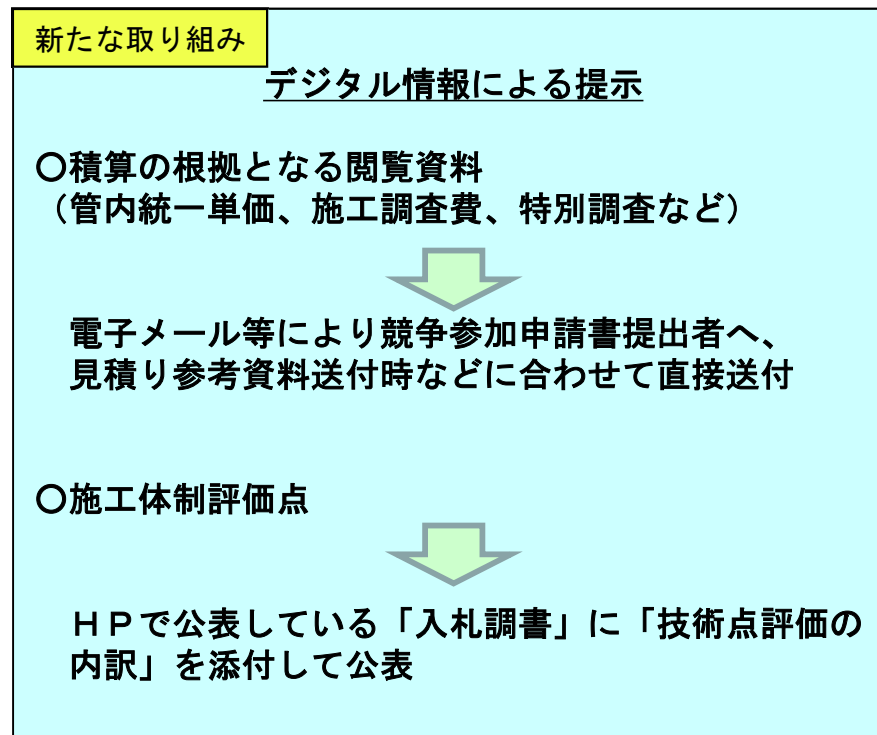 新たな取り組み
デジタル情報による提示
○積算の根拠となる閲覧資料
（管内統一単価、施工調査費、特別調査など）
電子メール等により競争参加申請書提出者へ、
見積り参考資料送付時などに合わせて直接送付
○施工体制評価点
ＨＰで公表している「入札調書」に「技術点評価の
内訳」を添付して公表